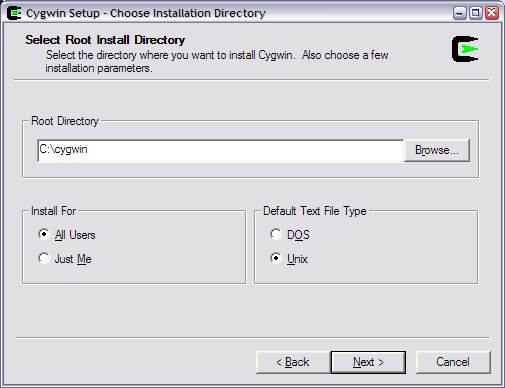 Cygwin Setup - Choose Installation Directory
Select Root Install Directory
Select the directory where you want to install Cygwin. Also choose a few
installation parameters.
Root Directory
C:\cygwin
Browse...
Install For
Default Text File Type
All Users
DOS
Just Me
Unix
< Back
Next >
Cancel